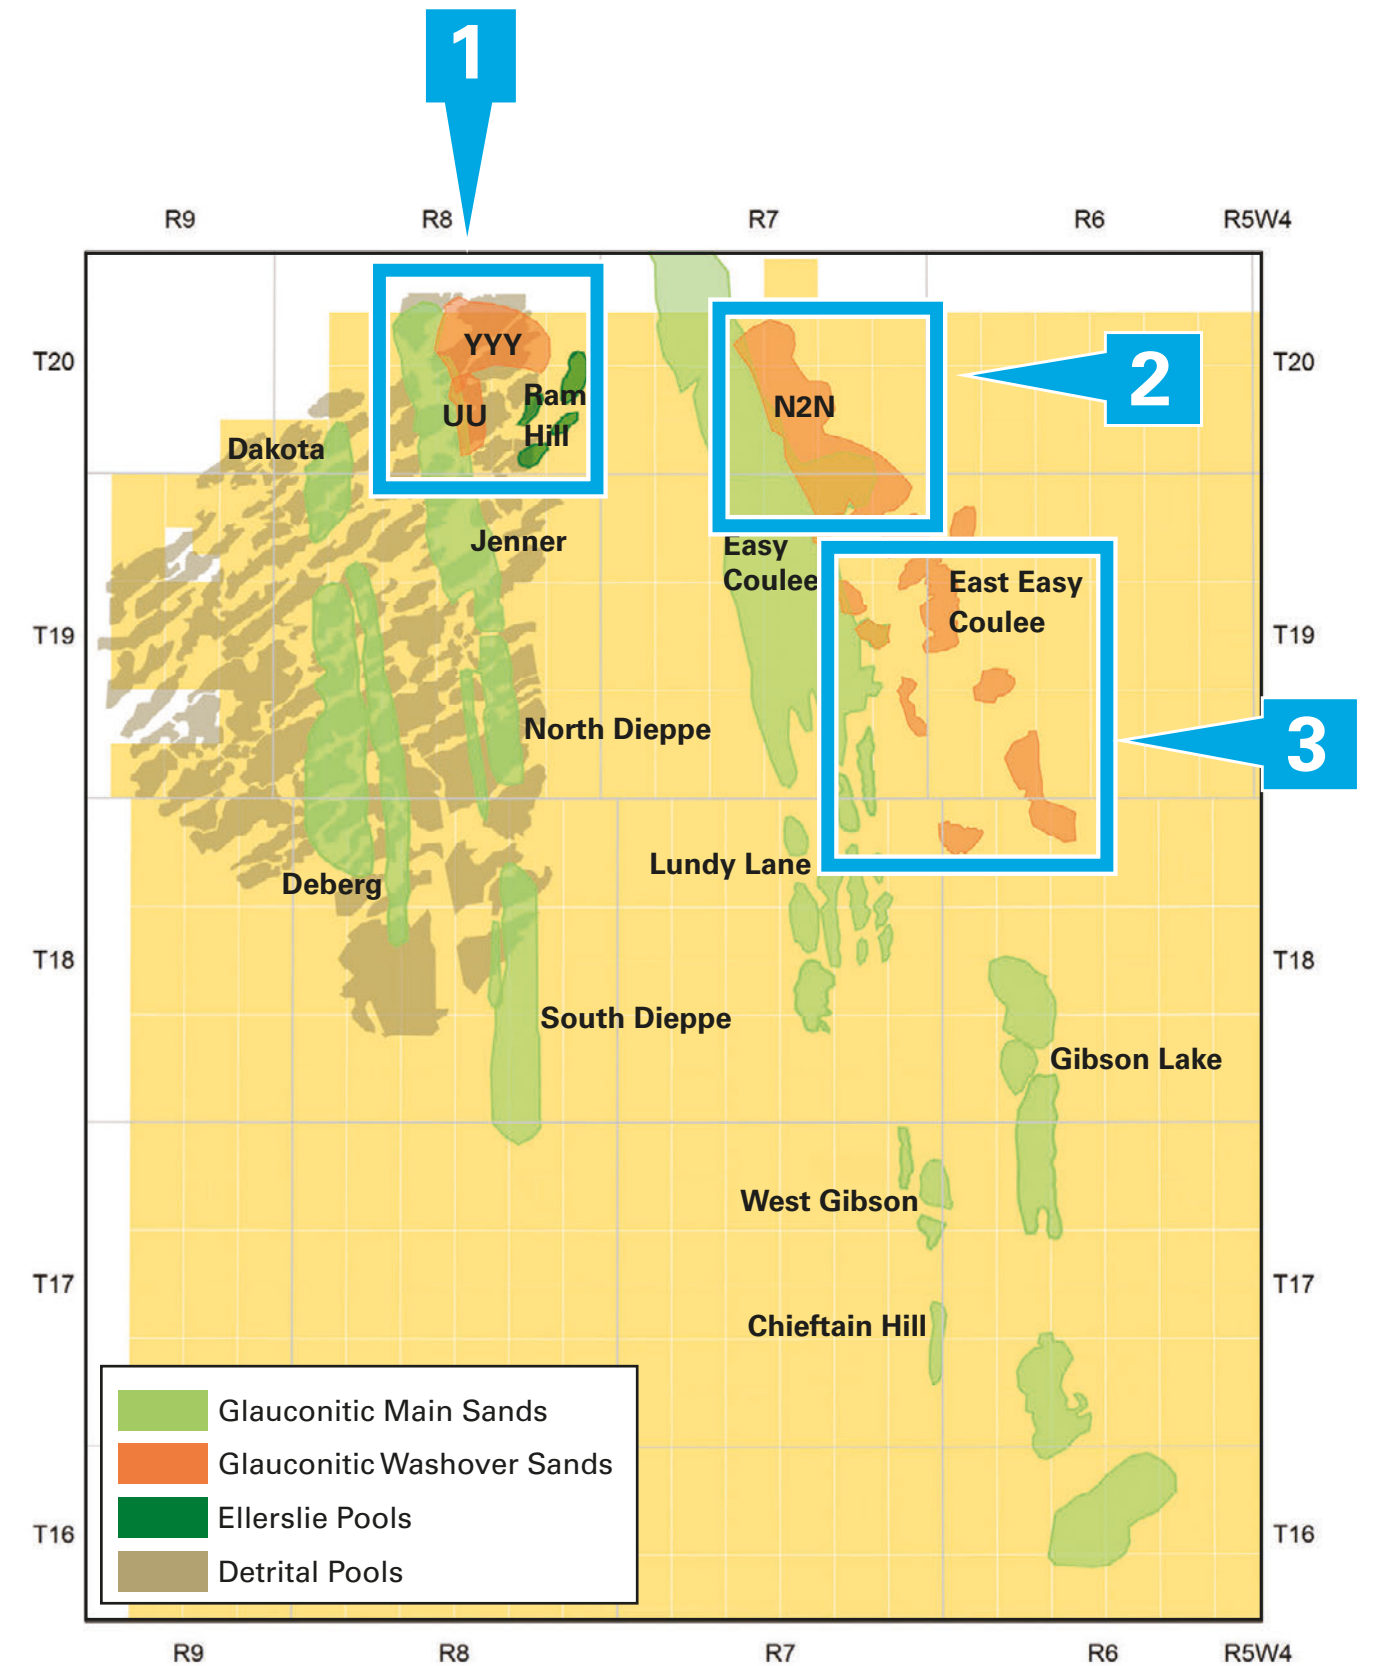 1
R9 R8 R7 R6 R5W4
T20 YYY T20
2
Ram
UU N2N
Hill
Dakota
Jenner
Easy
Coulee
East Easy
Coulee
T19 T19
North Dieppe
3
Lundy Lane
Deberg
T18 T18
South Dieppe
Gibson Lake
West Gibson
T17 T17
Chieftain Hill
Glauconitic Main Sands
Glauconitic Washover Sands
Ellerslie Pools
T16 T16
Detrital Pools
R9 R8 R7 R6 R5W4